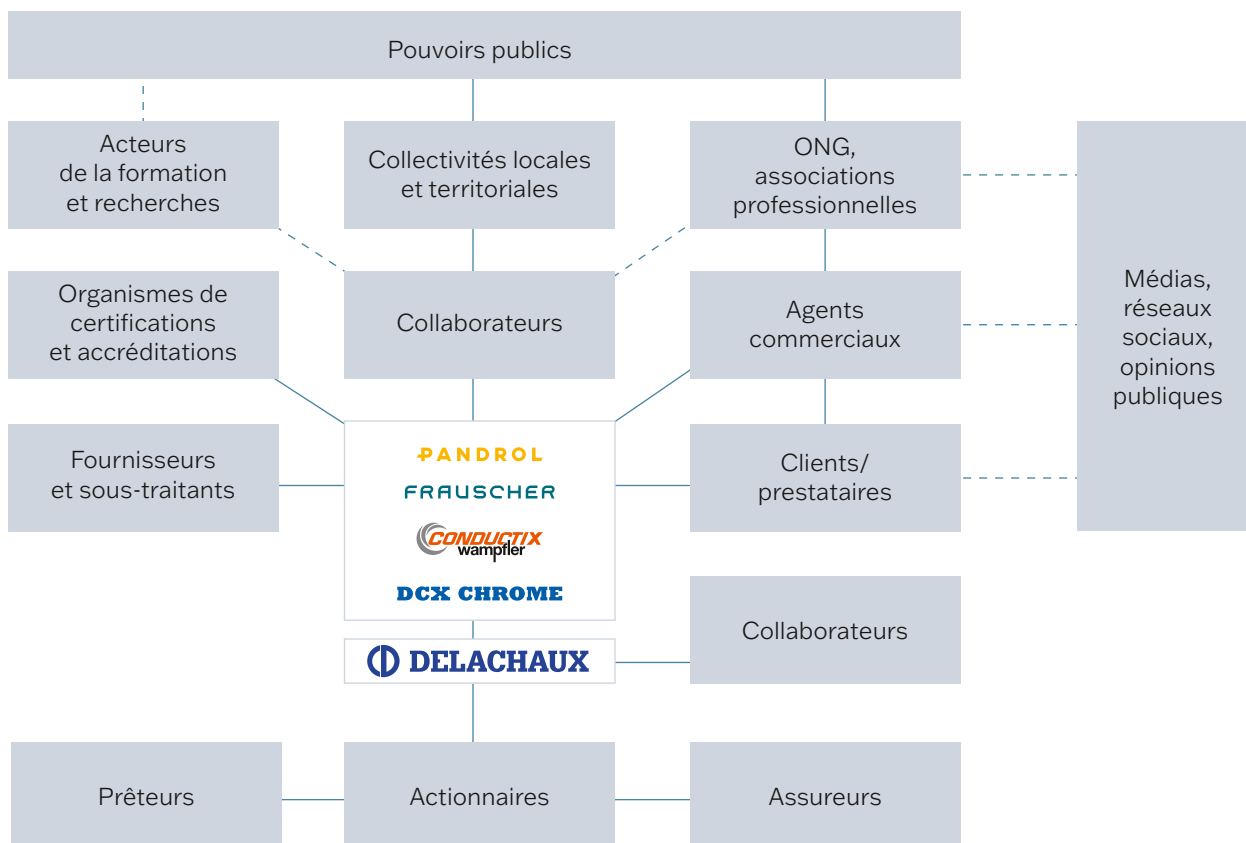 Pouvoirs publics
Acteurs
de la formation
et recherches
Collectivités locales
et territoriales
ONG,
associations
professionnelles
Médias,
réseaux
sociaux,
opinions
publiques
Organismes de
certifications
et accréditations
Collaborateurs
Agents
commerciaux
Fournisseurs
et sous-traitants
PANDROL
FRAUSCHER
CONDUCTIX
wampfler
DCX CHROME
Clients/
prestataires
DELACHAUX
Collaborateurs
Prêteurs
Actionnaires
Assureurs